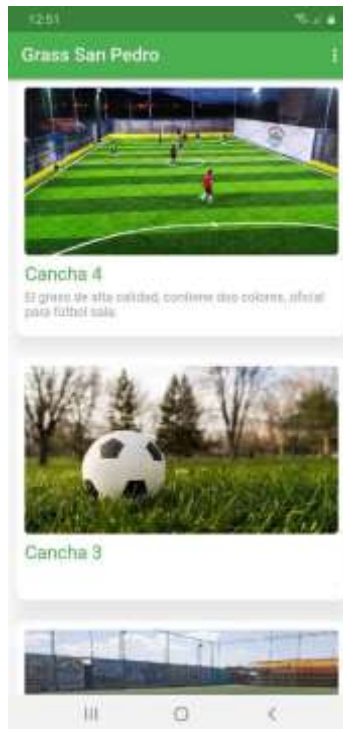 12:51
Grass San Pedro
Cancha 4
El grass de alta calidad, contiene dos colores, oficial
para fútbol sala.
Cancha 3